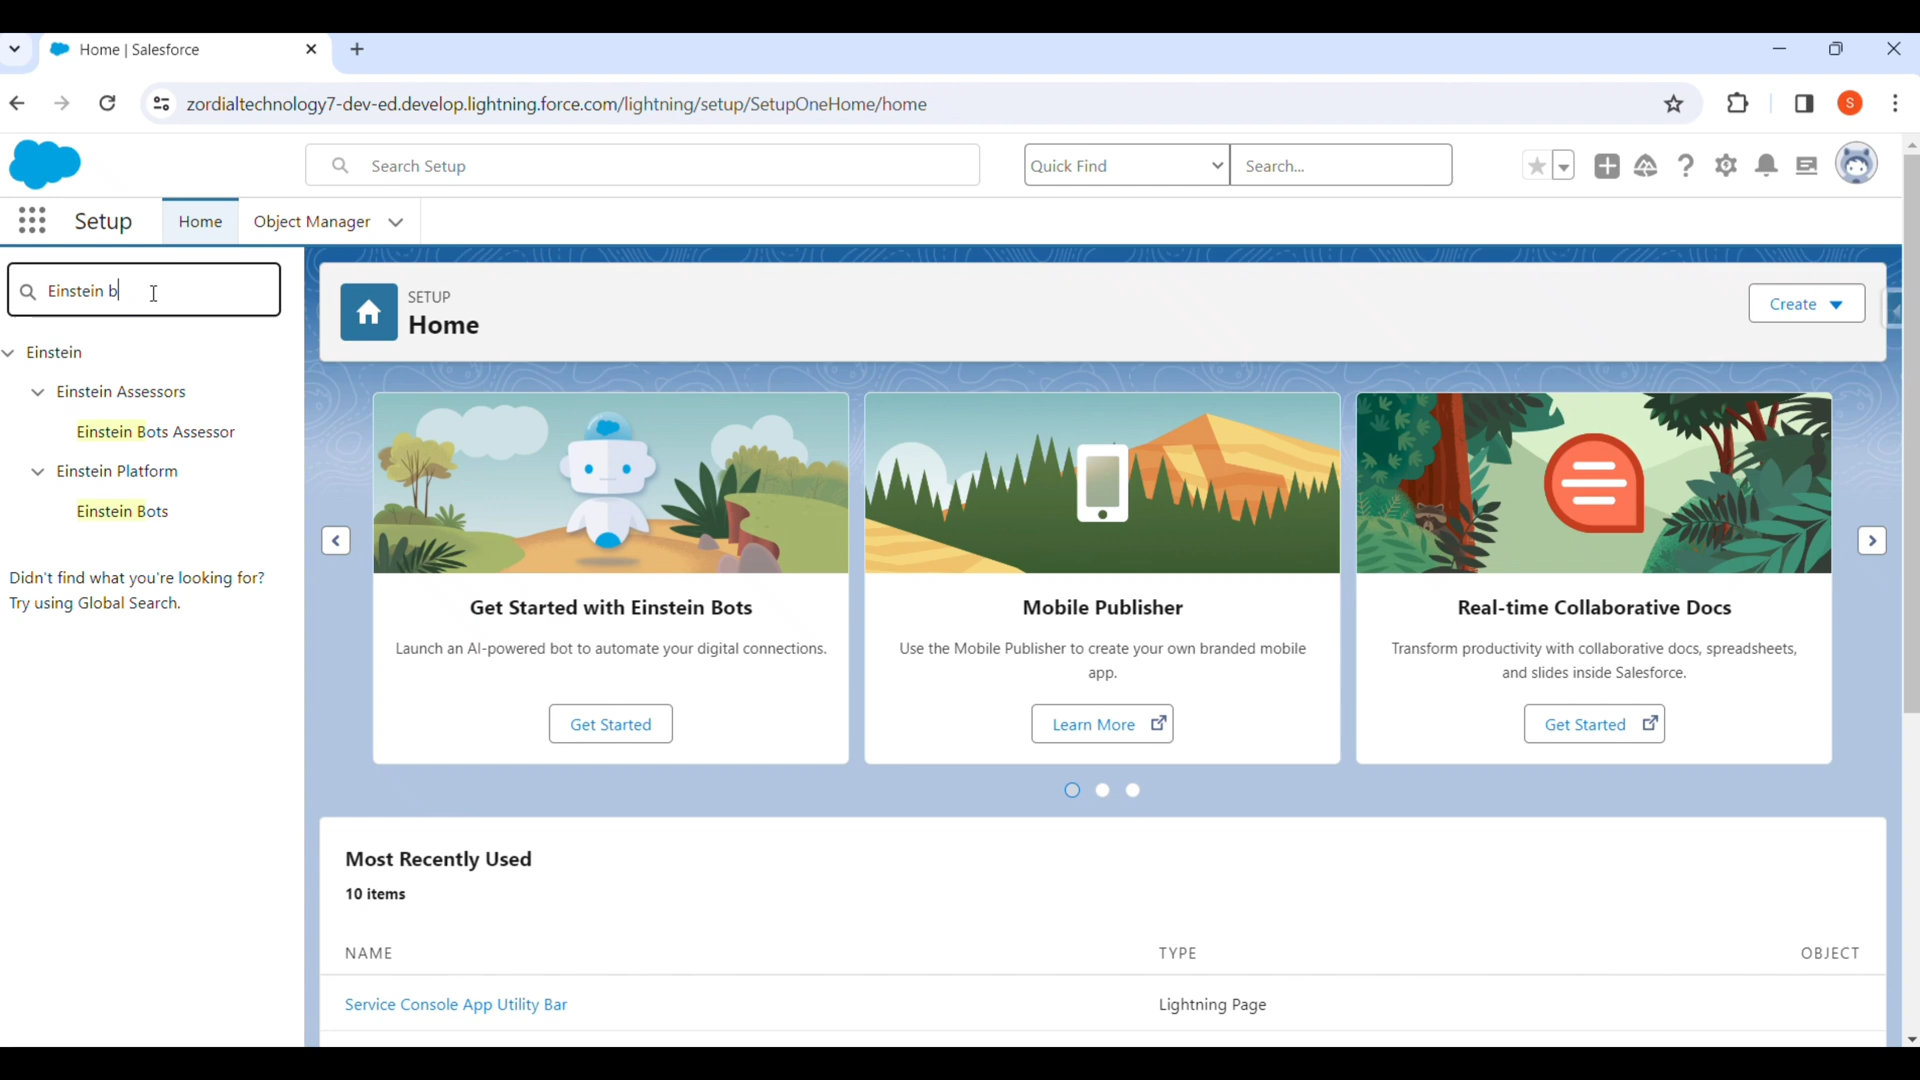 Home | Salesforce
zordialtechnology7-dev-ed.develop.lightning.force.com/lightning/setup/SetupOneHome/home
S
Search Setup
Quick Find
Search...
Setup
Home
Object Manager
Einstein b
Einstein
Einstein Assessors
Einstein Bots Assessor
Einstein Platform
Einstein Bots
Didn't find what you're looking for?
Try using Global Search.
SETUP
Home
Create
Get Started with Einstein Bots
Launch an AI-powered bot to automate your digital connections.
Get Started
Mobile Publisher
Use the Mobile Publisher to create your own branded mobile
app.
Learn More
Real-time Collaborative Docs
Transform productivity with collaborative docs, spreadsheets,
and slides inside Salesforce.
Get Started
Most Recently Used
10 items
NAME
TYPE
OBJECT
Service Console App Utility Bar
Lightning Page